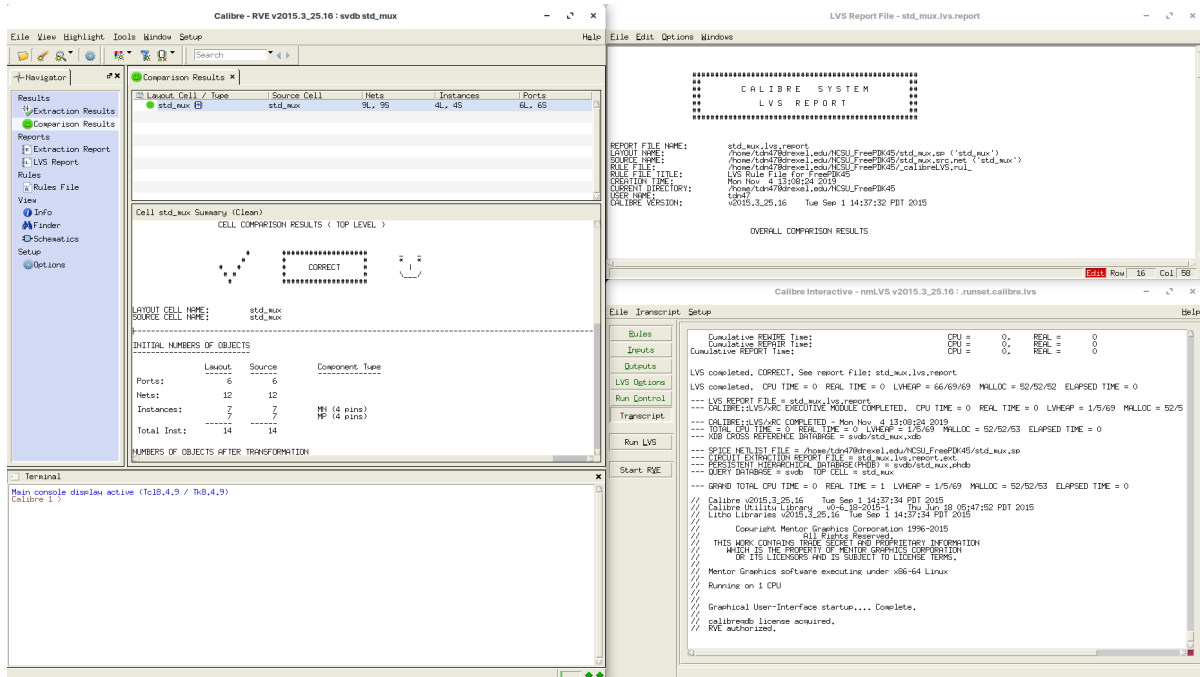 Calibre - RVE v2015.3_25.16 : svdb std_mux
File View Highlight Tools Window Setup Help
Search
Navigator
Results
Extraction Results
Comparison Results
Reports
Extraction Report
LVS Report
Rules
Rules File
View
Info
Finder
Schematics
Setup
Options
Comparison Results ×
Layout Cell / Type Source Cell Nets Instances Ports
std_mux std_mux 9L, 9S 4L, 4S 6L, 6S
Cell std_mux Summary (Clean)
CELL COMPARISON RESULTS ( TOP LEVEL )
CORRECT
LAYOUT CELL NAME: std_mux
SOURCE CELL NAME: std_mux
INITIAL NUMBERS OF OBJECTS
Layout Source Component Type
Ports: 6 6
Nets: 12 12
Instances: 7 7 MN (4 pins)
7 7 MP (4 pins)
Total Inst: 14 14
NUMBERS OF OBJECTS AFTER TRANSFORMATION
Terminal
Main console display active (Tcl8.4.9 / Tk8.4.9)
Calibre 1 >
LVS Report File - std_mux.lvs.report
File Edit Options Windows
CALIBRE SYSTEM
LVS REPORT
REPORT FILE NAME: std_mux.lvs.report
LAYOUT NAME: /home/tdn47@drexel.edu/NCSU_FreePDK45/std_mux.sp ('std_mux')
SOURCE NAME: /home/tdn47@drexel.edu/NCSU_FreePDK45/std_mux.src.net ('std_mux')
RULE FILE: /home/tdn47@drexel.edu/NCSU_FreePDK45/_calibreLVS.rul_
RULE FILE TITLE: LVS Rule File for FreePDK45
CREATION TIME: Mon Nov 4 13:08:24 2019
CURRENT DIRECTORY: /home/tdn47@drexel.edu/NCSU_FreePDK45
USER NAME: tdn47
CALIBRE VERSION: v2015.3_25.16 Tue Sep 1 14:37:32 PDT 2015
OVERALL COMPARISON RESULTS
Edit Row 16 Col 58
Calibre Interactive - nmLVS v2015.3_25.16 : .runset.calibre.lvs
File Transcript Setup Help
Rules
Inputs
Outputs
LVS Options
Run Control
Transcript
Run LVS
Start RVE
Cumulative REWIRE Time: CPU = 0, REAL = 0
Cumulative REPAIR Time: CPU = 0, REAL = 0
Cumulative REPORT Time: CPU = 0, REAL = 0
LVS completed. CORRECT. See report file: std_mux.lvs.report
LVS completed. CPU TIME = 0 REAL TIME = 0 LVHEAP = 66/69/69 MALLOC = 52/52/52 ELAPSED TIME = 0
--- LVS REPORT FILE = std_mux.lvs.report
--- CALIBRE::LVS/xRC EXECUTIVE MODULE COMPLETED. CPU TIME = 0 REAL TIME = 0 LVHEAP = 1/5/69 MALLOC = 52/5
--- CALIBRE::LVS/xRC COMPLETED - Mon Nov 4 13:08:24 2019
--- TOTAL CPU TIME = 0 REAL TIME = 0 LVHEAP = 1/5/69 MALLOC = 52/52/53 ELAPSED TIME = 0
--- XDB CROSS REFERENCE DATABASE = svdb/std_mux.xdb
--- SPICE NETLIST FILE = /home/tdn47@drexel.edu/NCSU_FreePDK45/std_mux.sp
--- CIRCUIT EXTRACTION REPORT FILE = std_mux.lvs.report.ext
--- PERSISTENT HIERARCHICAL DATABASE(PHDB) = svdb/std_mux.phdb
--- QUERY DATABASE = svdb TOP CELL = std_mux
--- GRAND TOTAL CPU TIME = 0 REAL TIME = 1 LVHEAP = 1/5/69 MALLOC = 52/52/53 ELAPSED TIME = 0
// Calibre v2015.3_25.16 Tue Sep 1 14:37:34 PDT 2015
// Calibre Utility Library v0-6_18-2015-1 Thu Jun 18 05:47:52 PDT 2015
// Litho Libraries v2015.3_25.16 Tue Sep 1 14:37:34 PDT 2015
//
// Copyright Mentor Graphics Corporation 1996-2015
// All Rights Reserved.
// THIS WORK CONTAINS TRADE SECRET AND PROPRIETARY INFORMATION
// WHICH IS THE PROPERTY OF MENTOR GRAPHICS CORPORATION
// OR ITS LICENSORS AND IS SUBJECT TO LICENSE TERMS.
//
// Mentor Graphics software executing under x86-64 Linux
//
// Running on 1 CPU
//
//
// Graphical User-Interface startup.... Complete.
//
// calibreqdb license acquired.
// RVE authorized.